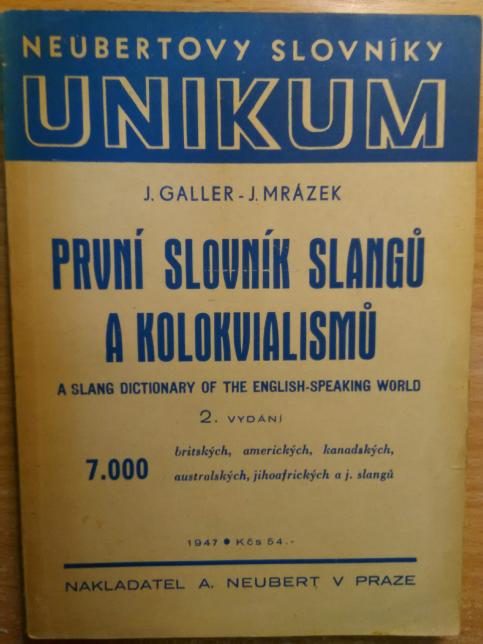 NEUBERTOVY SLOVNÍKY
UNIKUM
J. GALLER - J. MRÁZEK
PRVNÍ SLOVNÍK SLANGŮ
A KOLOKVIALISMŮ
A SLANG DICTIONARY OF THE ENGLISH-SPEAKING WORLD
2. VYDÁNÍ
7.000 britských, amerických, kanadských,
australských, jihoafrických a j. slangů
1947 ● Kčs 54.-
NAKLADATEL A. NEUBERT V PRAZE